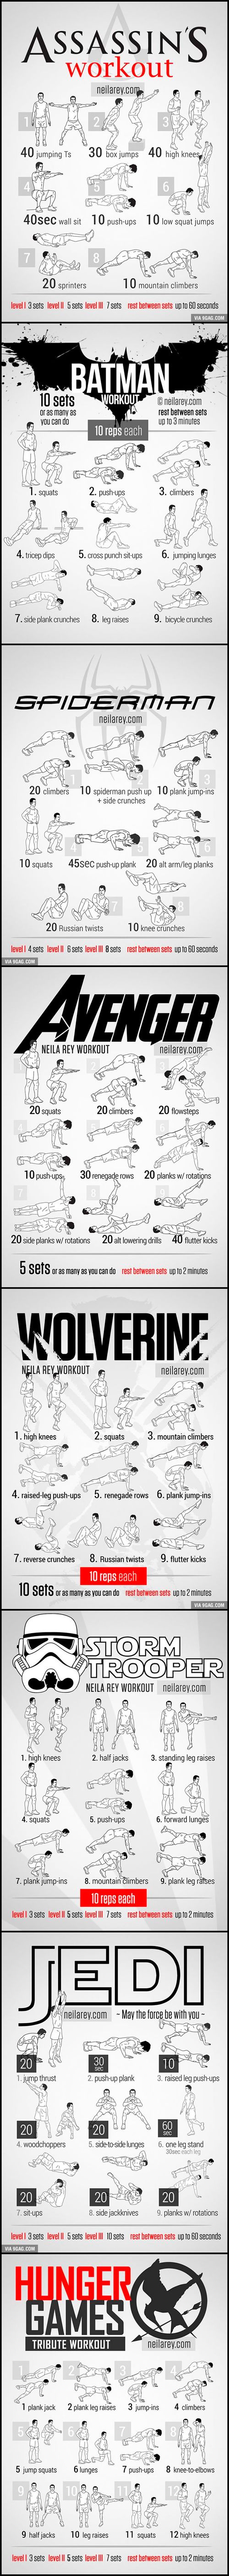 ASSASSIN'S
workout
neilarey.com
1 2 3
40 jumping Ts 30 box jumps 40 high knees
4 5 6
40sec wall sit 10 push-ups 10 low squat jumps
7 8
20 sprinters 10 mountain climbers
level I 3 sets level II 5 sets level III 7 sets rest between sets up to 60 seconds
VIA 9GAG.COM
BATMAN
WORKOUT
© neilarey.com
10 sets
or as many as
you can do
rest between sets
up to 3 minutes
10 reps each
1. squats 2. push-ups 3. climbers
4. tricep dips 5. cross punch sit-ups 6. jumping lunges
7. side plank crunches 8. leg raises 9. bicycle crunches
SPIDERMAN
neilarey.com
1 3
20 climbers 10 spiderman push up 10 plank jump-ins
+ side crunches
4 5 6
10 squats 45sec push-up plank 20 alt arm/leg planks
7 8
20 Russian twists 10 knee crunches
level I 4 sets level II 6 sets level III 8 sets rest between sets up to 60 seconds
VIA 9GAG.COM
AVENGER
NEILA REY WORKOUT neilarey.com
20 squats 20 climbers 20 flowsteps
10 push-ups 30 renegade rows 20 planks w/ rotations
20 side planks w/ rotations 20 alt lowering drills 40 flutter kicks
5 sets or as many as you can do rest between sets up to 2 minutes
WOLVERINE
NEILA REY WORKOUT neilarey.com
1. high knees 2. squats 3. mountain climbers
4. raised-leg push-ups 5. renegade rows 6. plank jump-ins
7. reverse crunches 8. Russian twists 9. flutter kicks
10 reps each
10 sets or as many as you can do rest between sets up to 2 minutes
VIA 9GAG.COM
STORM
TROOPER
NEILA REY WORKOUT neilarey.com
1. high knees 2. half jacks 3. standing leg raises
4. squats 5. push-ups 6. forward lunges
7. plank jump-ins 8. mountain climbers 9. plank leg raises
10 reps each
level I 3 sets level II 5 sets level III 7 sets rest between sets up to 2 minutes
JEDI
neilarey.com - May the force be with you -
20 30 sec 10
1. jump thrust 2. push-up plank 3. raised leg push-ups
20 20 60 sec
4. woodchoppers 5. side-to-side lunges 6. one leg stand
30sec each leg
20 20 20
7. sit-ups 8. side jackknives 9. planks w/ rotations
level I 3 sets level II 5 sets level III 10 sets rest between sets up to 60 seconds
VIA 9GAG.COM
HUNGER
GAMES
TRIBUTE WORKOUT neilarey.com
1 plank jack 2 plank leg raises 3 jump-ins 4 climbers
5 jump squats 6 lunges 7 push-ups 8 knee-to-elbows
9 half jacks 10 leg raises 11 squats 12 high knees
level I 3 sets level II 5 sets level III 7 sets rest between sets up to 2 minutes